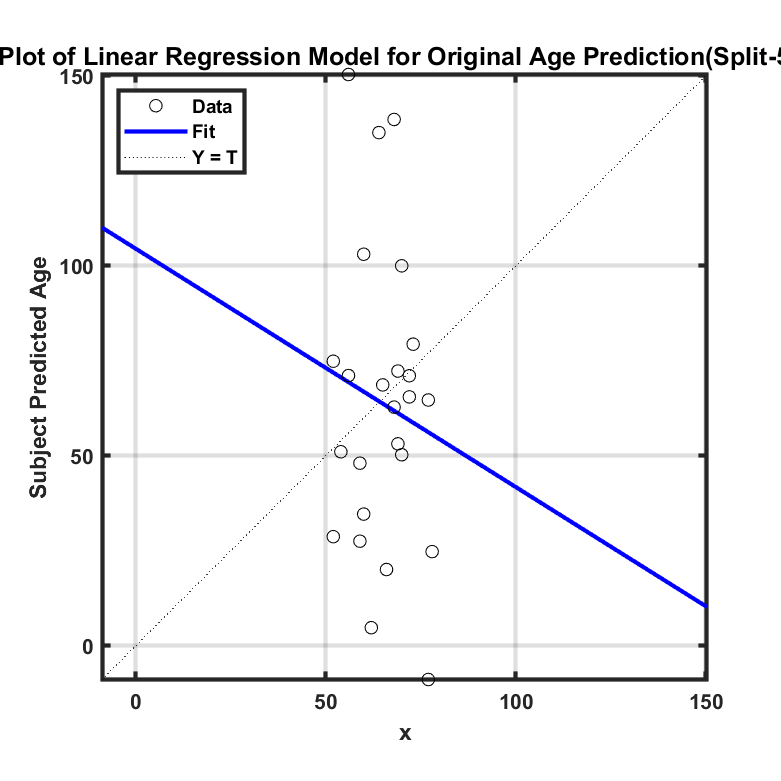 Plot of Linear Regression Model for Original Age Prediction(Split-5
150
100
50
0
Subject Predicted Age
Data
Fit
Y = T
0 50 100 150
x